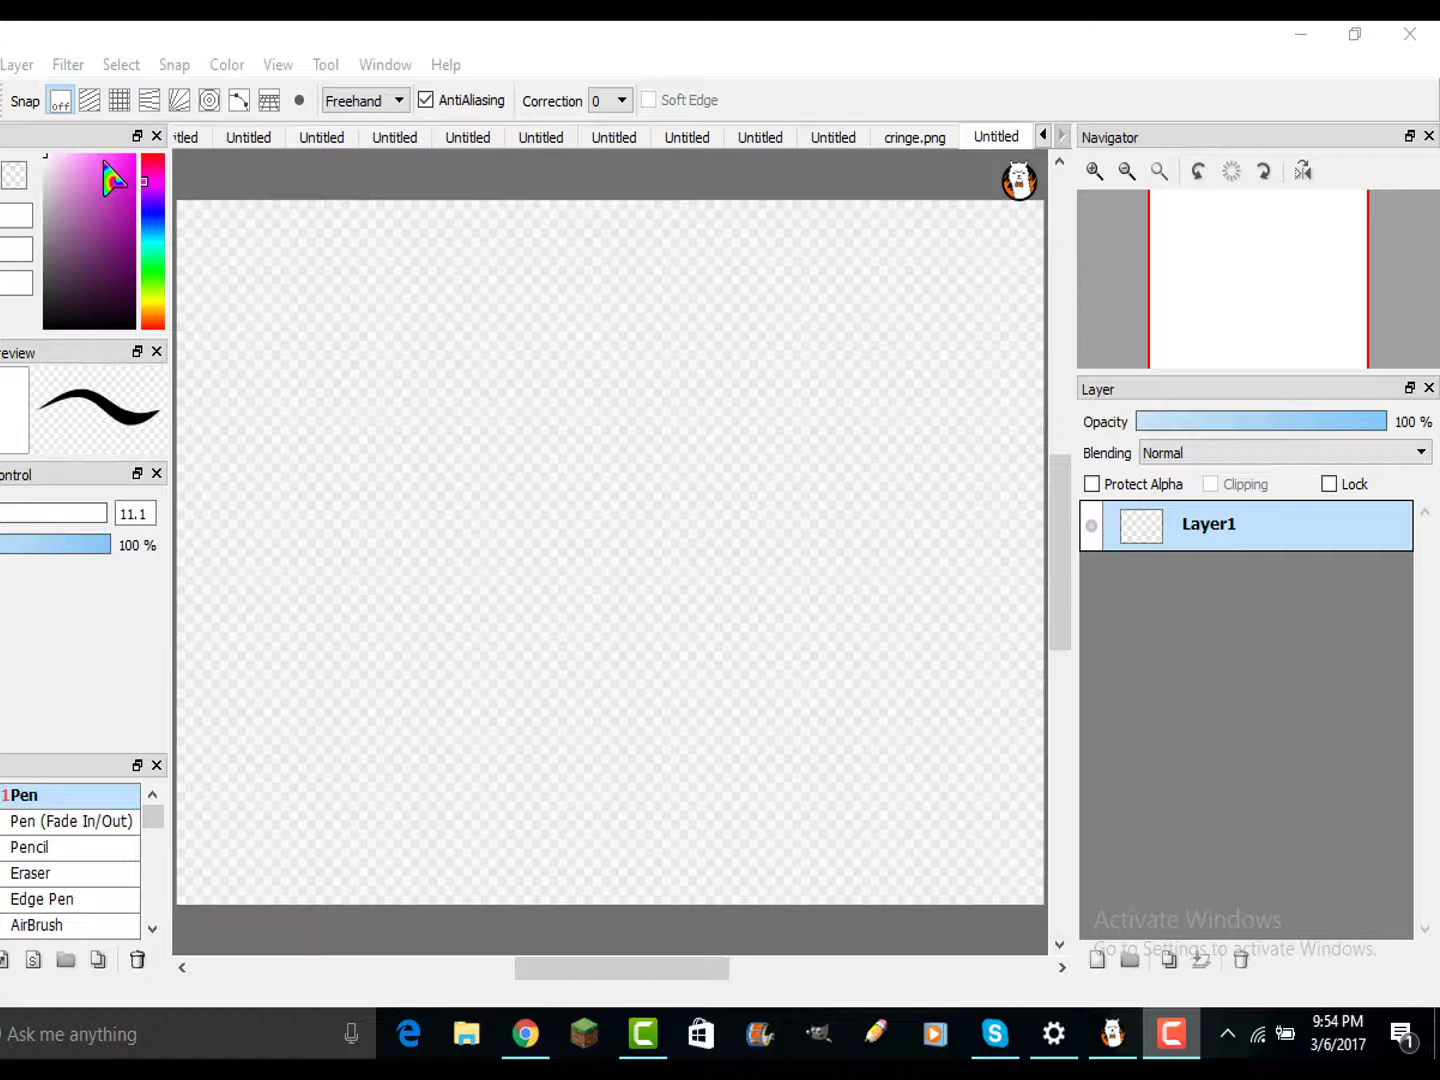 Layer Filter Select Snap Color View Tool Window Help
Snap off Freehand AntiAliasing Correction 0 Soft Edge
itled Untitled Untitled Untitled Untitled Untitled Untitled Untitled Untitled Untitled cringe.png Untitled
Navigator
review
ontrol
11.1
100 %
1Pen
Pen (Fade In/Out)
Pencil
Eraser
Edge Pen
AirBrush
Layer
Opacity 100 %
Blending Normal
Protect Alpha Clipping Lock
Layer1
Activate Windows
Go to Settings to activate Windows.
Ask me anything
9:54 PM
3/6/2017
1